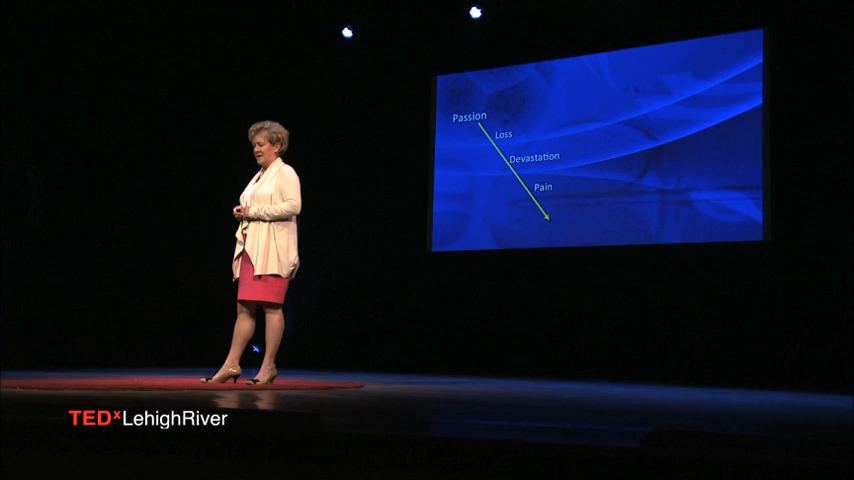 Passion
Loss
Devastation
Pain
TEDxLehighRiver